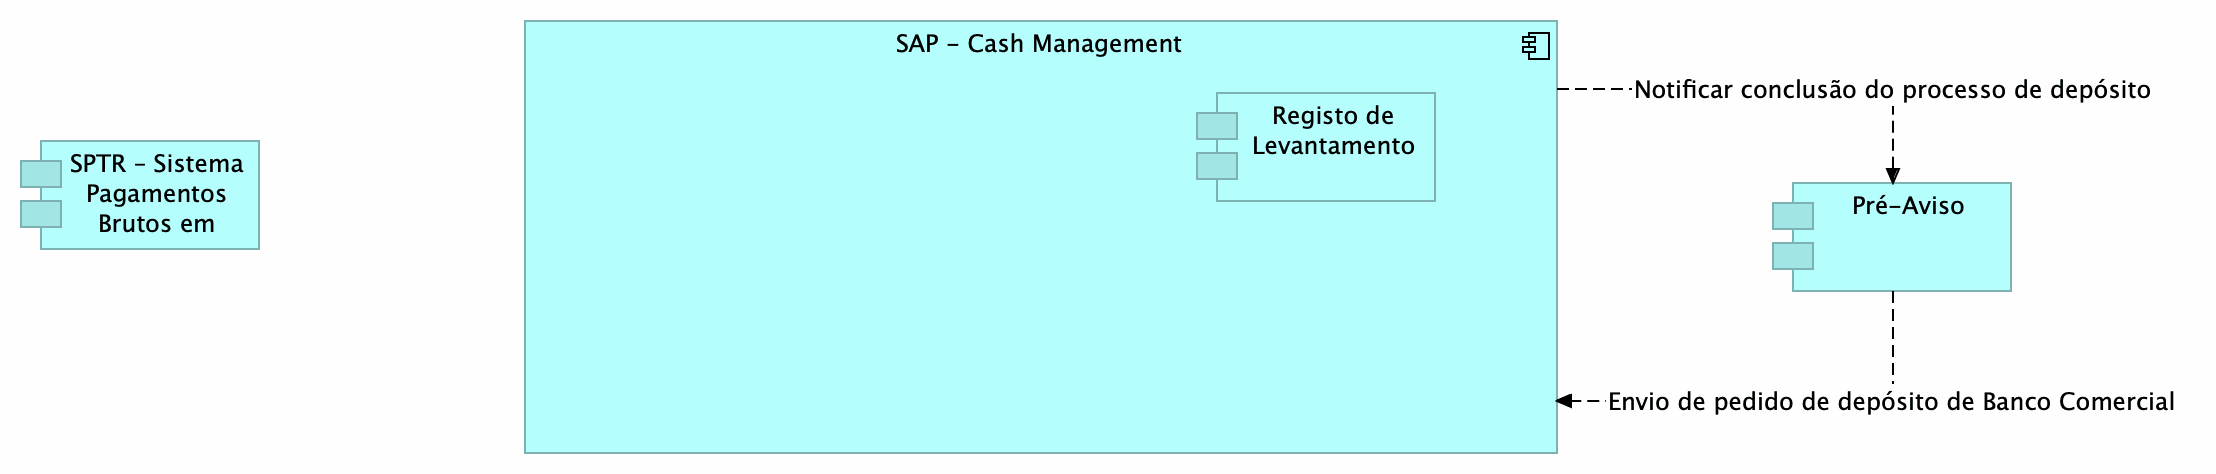 SAP – Cash Management
Notificar conclusão do processo de depósito
Registo de
Levantamento
SPTR – Sistema
Pagamentos
Brutos em
Pré-Aviso
Envio de pedido de depósito de Banco Comercial